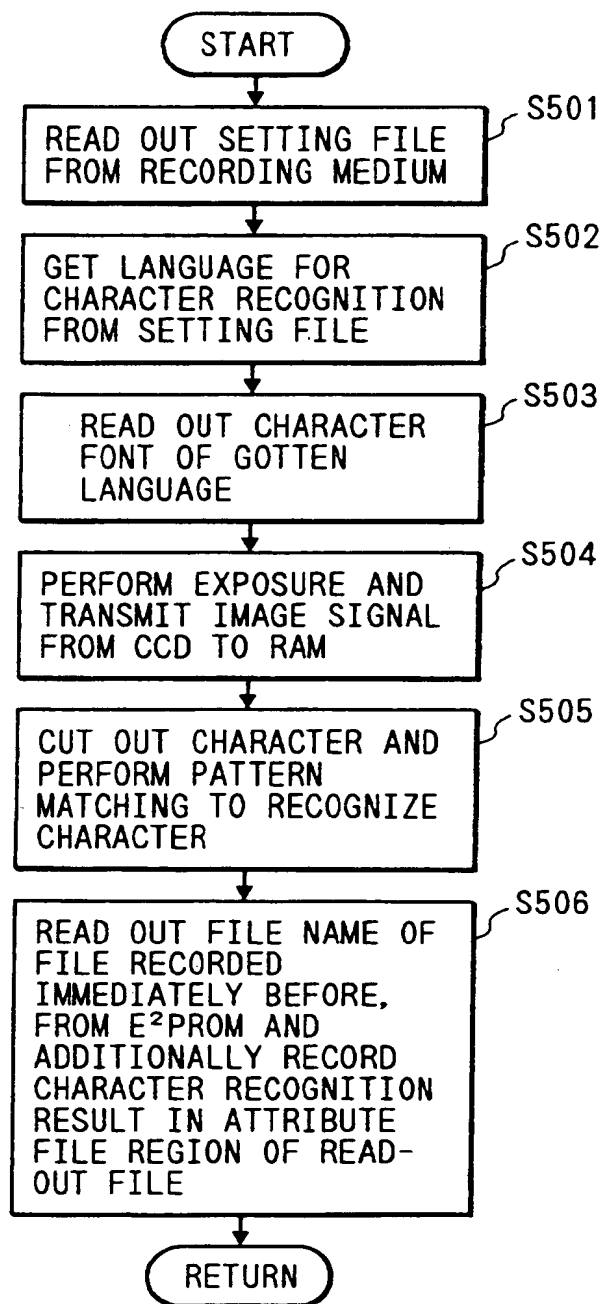 START
S501
READ OUT SETTING FILE
FROM RECORDING MEDIUM
S502
GET LANGUAGE FOR
CHARACTER RECOGNITION
FROM SETTING FILE
S503
READ OUT CHARACTER
FONT OF GOTTEN
LANGUAGE
S504
PERFORM EXPOSURE AND
TRANSMIT IMAGE SIGNAL
FROM CCD TO RAM
S505
CUT OUT CHARACTER AND
PERFORM PATTERN
MATCHING TO RECOGNIZE
CHARACTER
S506
READ OUT FILE NAME OF
FILE RECORDED
IMMEDIATELY BEFORE,
FROM E²PROM AND
ADDITIONALLY RECORD
CHARACTER RECOGNITION
RESULT IN ATTRIBUTE
FILE REGION OF READ-
OUT FILE
RETURN